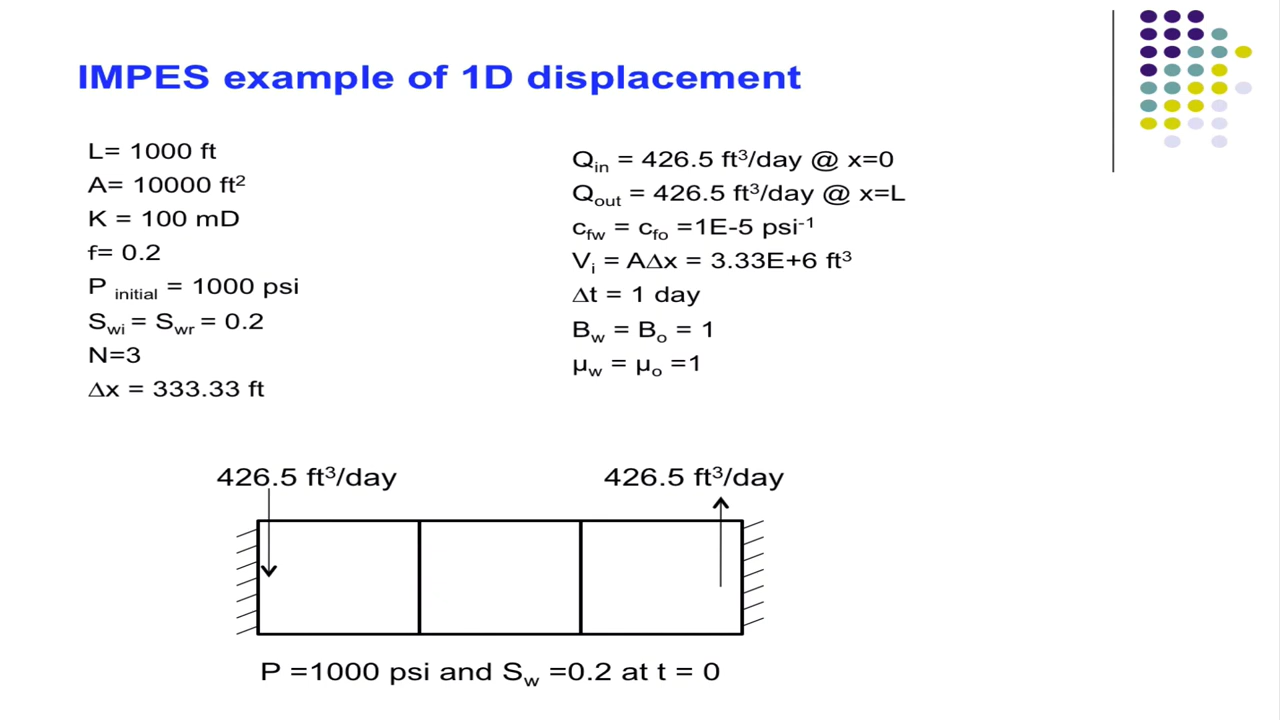 IMPES example of 1D displacement
L= 1000 ft
A= 10000 ft²
K = 100 mD
f= 0.2
P initial = 1000 psi
Swi = Swr = 0.2
N=3
∆x = 333.33 ft
Qin = 426.5 ft³/day @ x=0
Qout = 426.5 ft³/day @ x=L
cfw = cfo =1E-5 psi⁻¹
Vi = A∆x = 3.33E+6 ft³
∆t = 1 day
Bw = Bo = 1
µw = µo =1
426.5 ft³/day 426.5 ft³/day
P =1000 psi and Sw =0.2 at t = 0